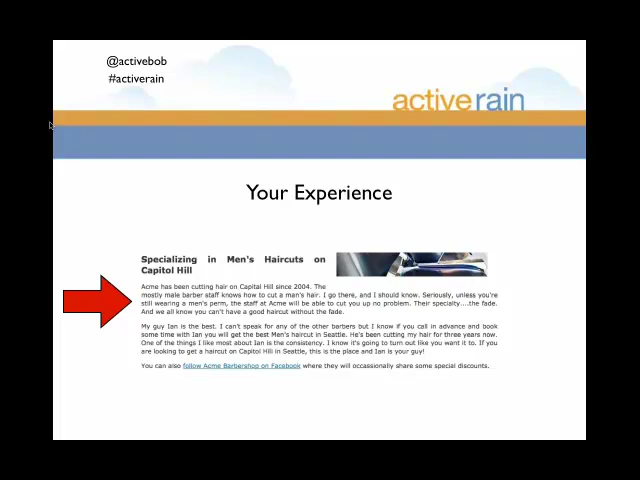 @activebob
#activerain
activerain
Your Experience
Specializing in Men's Haircuts on
Capitol Hill
Acme has been cutting hair on Capital Hill since 2004. The
mostly male barber staff knows how to cut a man's hair. I go there, and I should know. Seriously, unless you're
still wearing a men's perm, the staff at Acme will be able to cut you up no problem. Their specialty....the fade.
And we all know you can't have a good haircut without the fade.
My guy Ian is the best. I can't speak for any of the other barbers but I know if you call in advance and book
some time with Ian you will get the best Men's haircut in Seattle. He's been cutting my hair for three years now.
One of the things I like most about Ian is the consistency. I know it's going to turn out like you want it to. If you
are looking to get a haircut on Capitol Hill in Seattle, this is the place and Ian is your guy!
You can also follow Acme Barbershop on Facebook where they will occassionally share some special discounts.